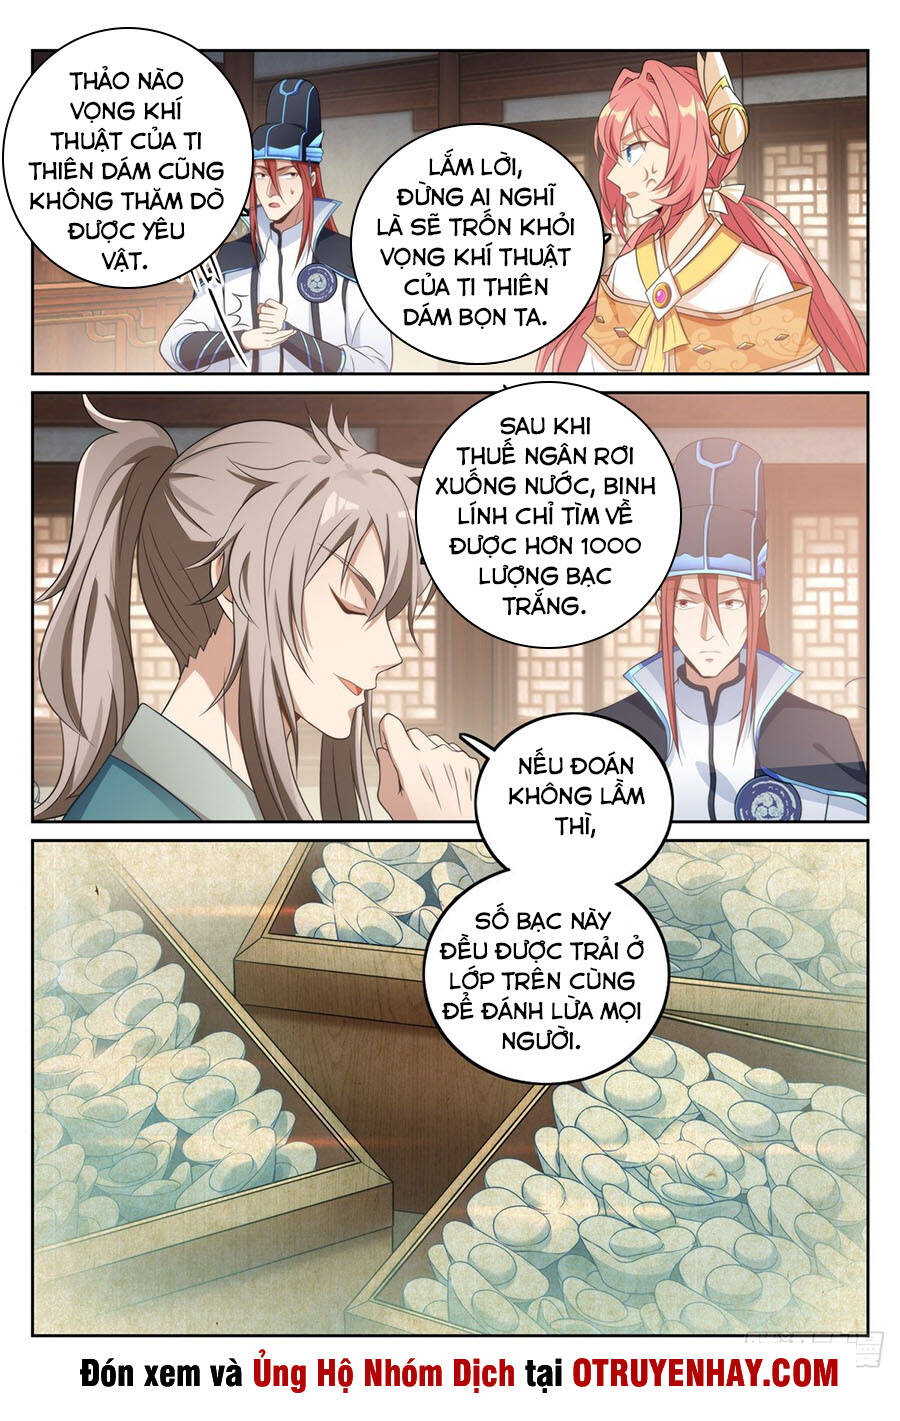 THẢO NÀO
VỌNG KHÍ
THUẬT CỦA TI
THIÊN DÁM CŨNG
KHÔNG THĂM DÒ
ĐƯỢC YÊU
VẬT.
LẮM LỜI,
ĐỪNG AI NGHĨ
LÀ SẼ TRỐN KHỎI
VỌNG KHÍ THUẬT
CỦA TI THIÊN
DÁM BỌN TA.
SAU KHI
THUẾ NGÂN RƠI
XUỐNG NƯỚC, BINH
LÍNH CHỈ TÌM VỀ
ĐƯỢC HƠN 1000
LƯỢNG BẠC
TRẮNG.
NẾU ĐOÁN
KHÔNG LẦM
THÌ,
SỐ BẠC NÀY
ĐỀU ĐƯỢC TRẢI Ở
LỚP TRÊN CÙNG
ĐỂ ĐÁNH LỪA MỌI
NGƯỜI.
Đón xem và Ủng Hộ Nhóm Dịch tại OTRUYENHAY.COM